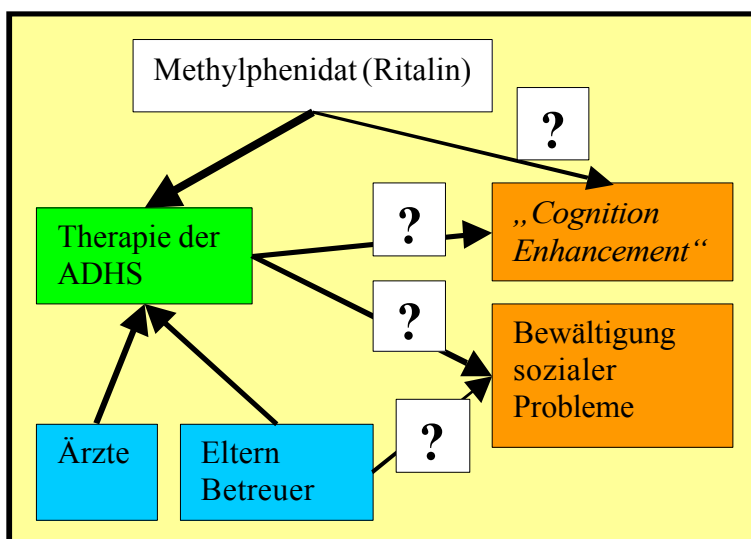 Methylphenidat (Ritalin)
?
Therapie der
ADHS
?
„Cognition
Enhancement“
?
Bewältigung
sozialer
Probleme
?
Ärzte
Eltern
Betreuer